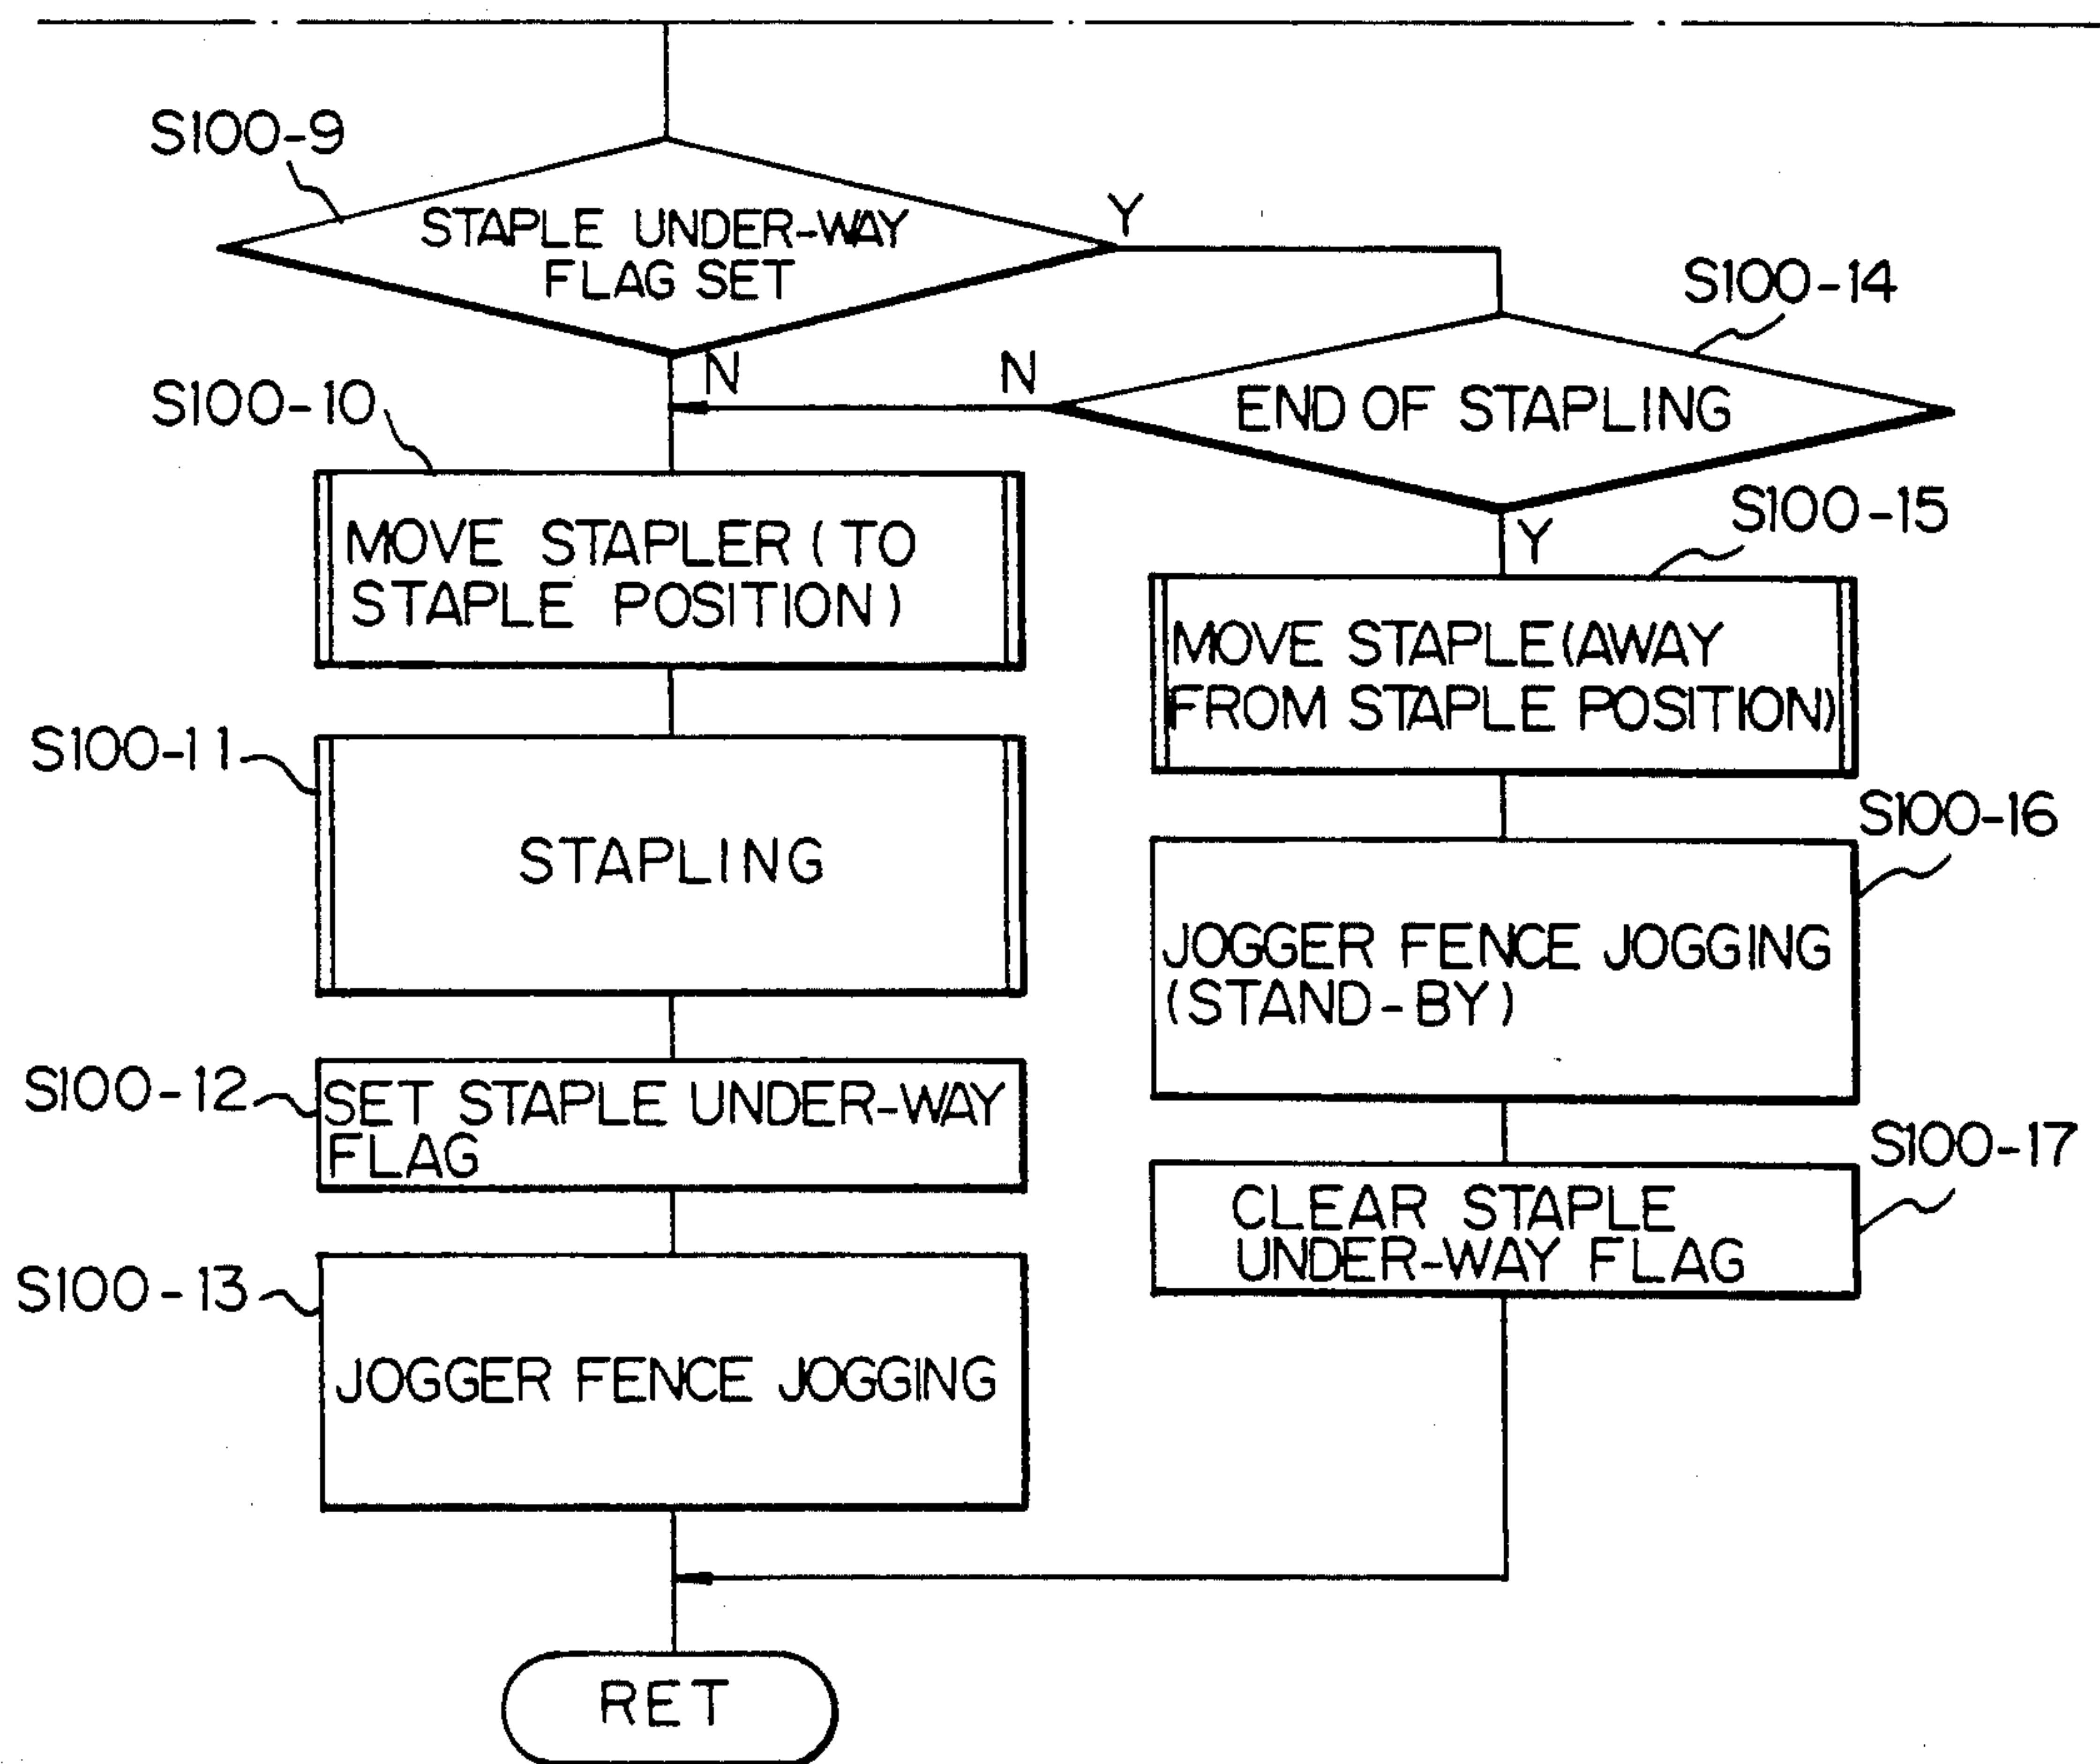 S100-9
STAPLE UNDER-WAY
FLAG SET
Y
N
S100-14
END OF STAPLING
N
Y
S100-10
MOVE STAPLER (TO
STAPLE POSITION)
S100-11
STAPLING
S100-12
SET STAPLE UNDER-WAY
FLAG
S100-13
JOGGER FENCE JOGGING
S100-15
MOVE STAPLE (AWAY
FROM STAPLE POSITION)
S100-16
JOGGER FENCE JOGGING
(STAND-BY)
S100-17
CLEAR STAPLE
UNDER-WAY FLAG
RET